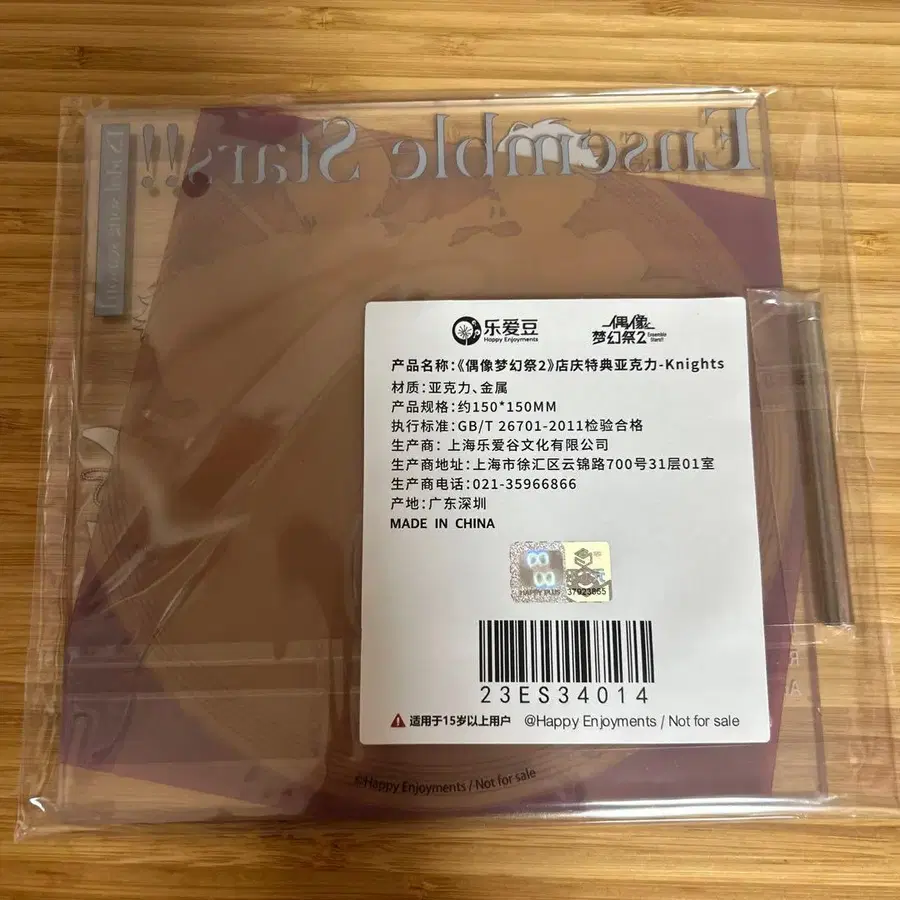 Ensemble Stars!!
乐爱豆
Happy Enjoyments
偶像
梦幻祭2
Ensemble
Stars!!
产品名称:《偶像梦幻祭2》店庆特典亚克力-Knights
材质:亚克力、金属
产品规格:约150*150MM
执行标准:GB/T 26701-2011检验合格
生产商: 上海乐爱谷文化有限公司
生产商地址:上海市徐汇区云锦路700号31层01室
生产商电话:021-35966866
产地:广东深圳
MADE IN CHINA
HAPPY PLUS
37923865
23ES34014
适用于15岁以上用户 @Happy Enjoyments / Not for sale
©Happy Enjoyments / Not for sale